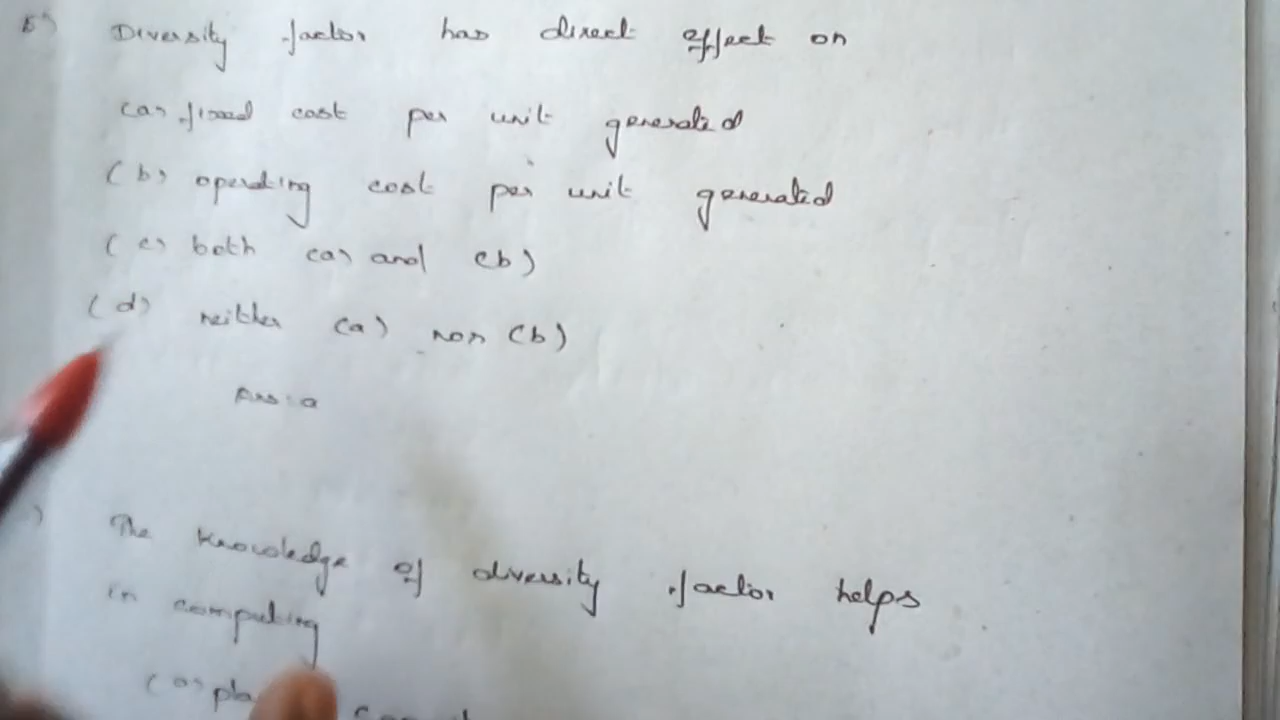 5) Diversity factor has direct effect on
(a) fixed cost per unit generated
(b) operating cost per unit generated
(c) both (a) and (b)
(d) neither (a) nor (b)
Ans: a
) The knowledge of diversity factor helps
in computing
(a)